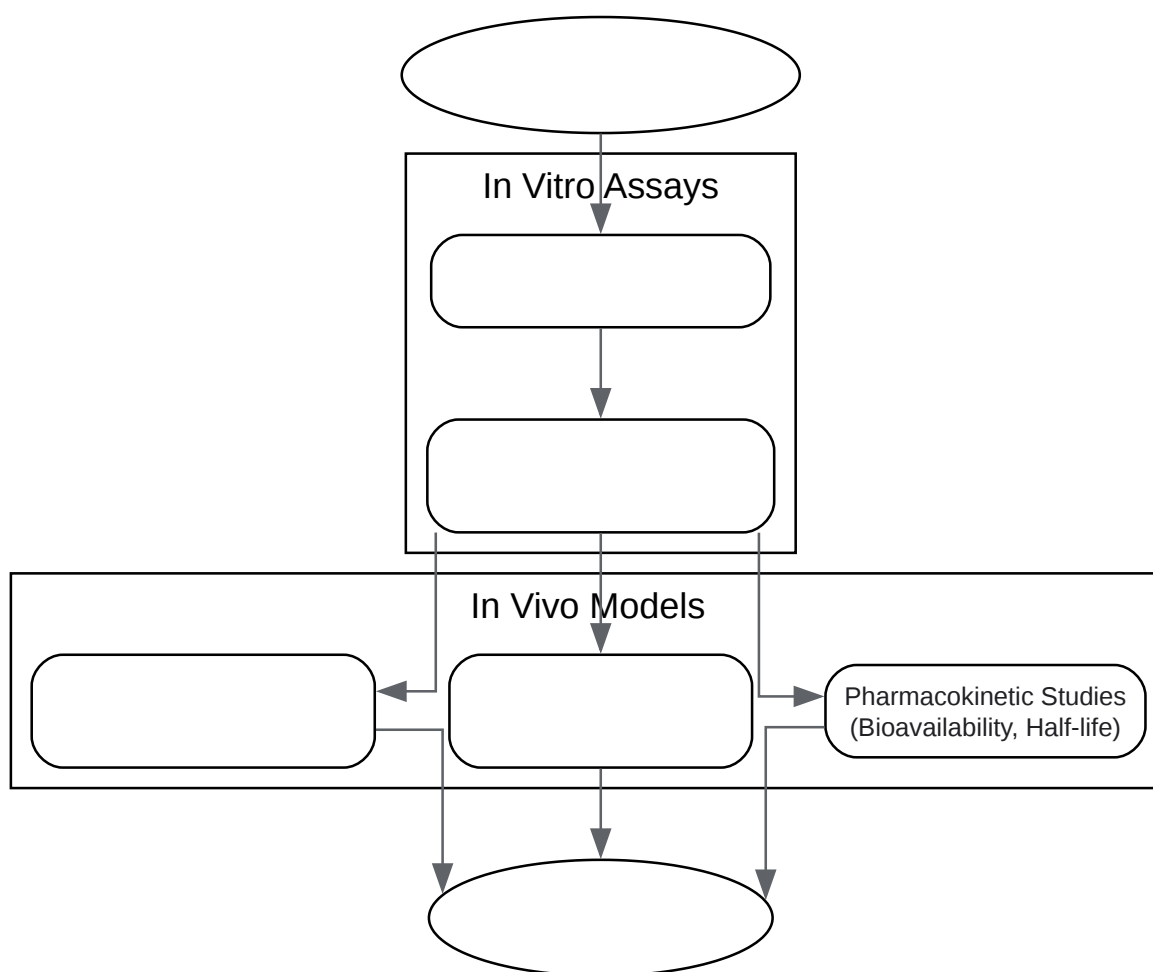 In Vitro Assays
In Vivo Models
Pharmacokinetic Studies
(Bioavailability, Half-life)